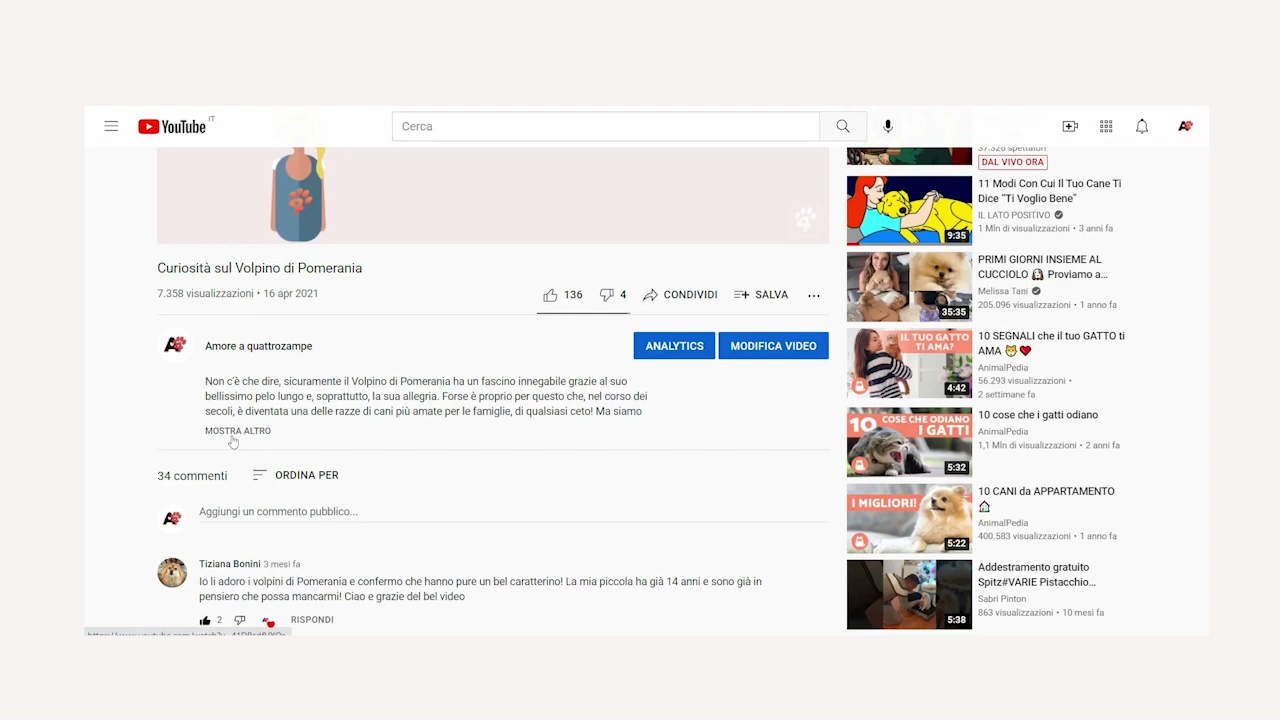 YouTube IT
Cerca
Curiosità sul Volpino di Pomerania
7.358 visualizzazioni • 16 apr 2021
136
4
CONDIVIDI
SALVA
Amore a quattrozampe
ANALYTICS
MODIFICA VIDEO
Non c'è che dire, sicuramente il Volpino di Pomerania ha un fascino innegabile grazie al suo
bellissimo pelo lungo e, soprattutto, la sua allegria. Forse è proprio per questo che, nel corso dei
secoli, è diventata una delle razze di cani più amate per le famiglie, di qualsiasi ceto! Ma siamo
MOSTRA ALTRO
34 commenti
ORDINA PER
Aggiungi un commento pubblico...
Tiziana Bonini 3 mesi fa
Io li adoro i volpini di Pomerania e confermo che hanno pure un bel caratterino! La mia piccola ha già 14 anni e sono già in
pensiero che possa mancarmi! Ciao e grazie del bel video
2
RISPONDI
37.326 spettatori
DAL VIVO ORA
9:35
11 Modi Con Cui Il Tuo Cane Ti
Dice "Ti Voglio Bene"
IL LATO POSITIVO
1 Mln di visualizzazioni • 3 anni fa
35:35
PRIMI GIORNI INSIEME AL
CUCCIOLO 🐶 Proviamo a...
Melissa Tani
205.096 visualizzazioni • 1 anno fa
IL TUO GATTO
TI AMA?
4:42
10 SEGNALI che il tuo GATTO ti
AMA 😻❤️
AnimalPedia
56.293 visualizzazioni •
2 settimane fa
10 COSE CHE ODIANO
I GATTI
5:32
10 cose che i gatti odiano
AnimalPedia
1,1 Mln di visualizzazioni • 2 anni fa
I MIGLIORI!
5:22
10 CANI da APPARTAMENTO
🏠
AnimalPedia
400.583 visualizzazioni • 1 anno fa
5:38
Addestramento gratuito
Spitz#VARIE Pistacchio...
Sabri Pinton
863 visualizzazioni • 10 mesi fa